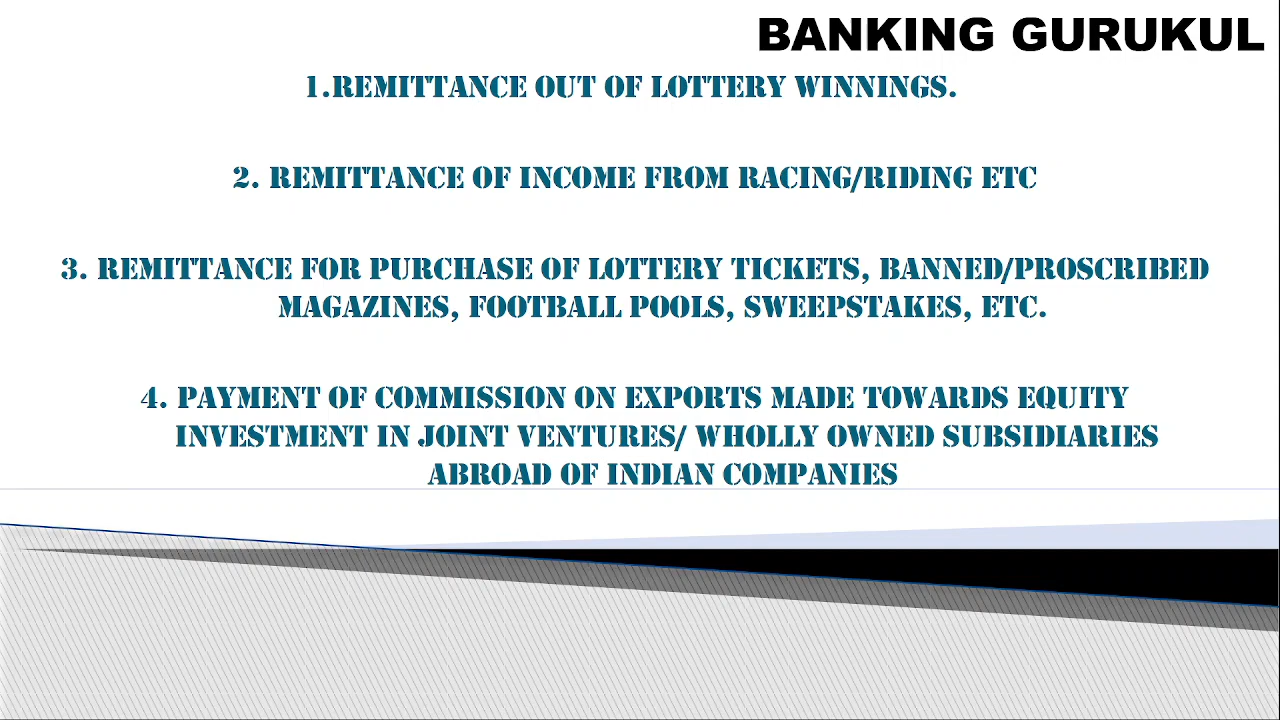 BANKING GURUKUL
1.REMITTANCE OUT OF LOTTERY WINNINGS.
2. REMITTANCE OF INCOME FROM RACING/RIDING ETC
3. REMITTANCE FOR PURCHASE OF LOTTERY TICKETS, BANNED/PROSCRIBED
MAGAZINES, FOOTBALL POOLS, SWEEPSTAKES, ETC.
4. PAYMENT OF COMMISSION ON EXPORTS MADE TOWARDS EQUITY
INVESTMENT IN JOINT VENTURES/ WHOLLY OWNED SUBSIDIARIES
ABROAD OF INDIAN COMPANIES